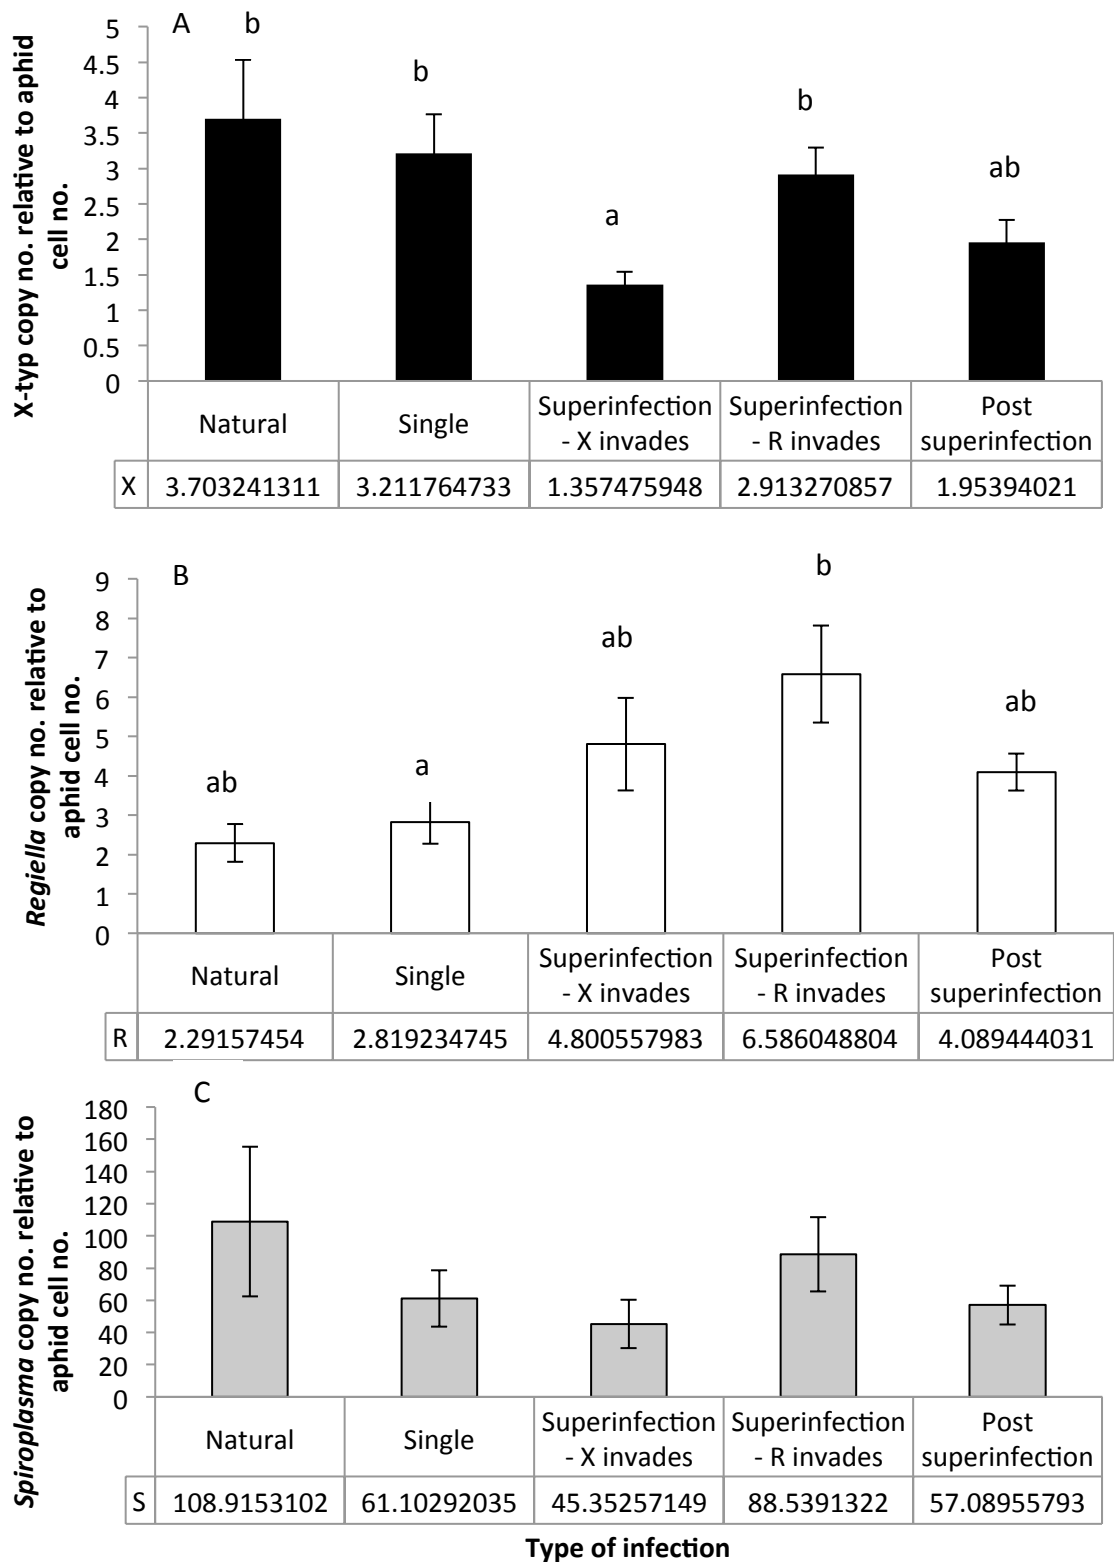 A
b
b
a
b
ab
X-typ copy no. relative to aphid
cell no.
5
4.5
4
3.5
3
2.5
2
1.5
1
0.5
0
Natural Single Superinfection - X invades Superinfection - R invades Post superinfection
X 3.703241311 3.211764733 1.357475948 2.913270857 1.95394021
B
ab
a
ab
b
ab
Regiella copy no. relative to
aphid cell no.
9
8
7
6
5
4
3
2
1
0
Natural Single Superinfection - X invades Superinfection - R invades Post superinfection
R 2.29157454 2.819234745 4.800557983 6.586048804 4.089444031
C
Spiroplasma copy no. relative to
aphid cell no.
180
160
140
120
100
80
60
40
20
0
Natural Single Superinfection - X invades Superinfection - R invades Post superinfection
S 108.9153102 61.10292035 45.35257149 88.5391322 57.08955793
Type of infection